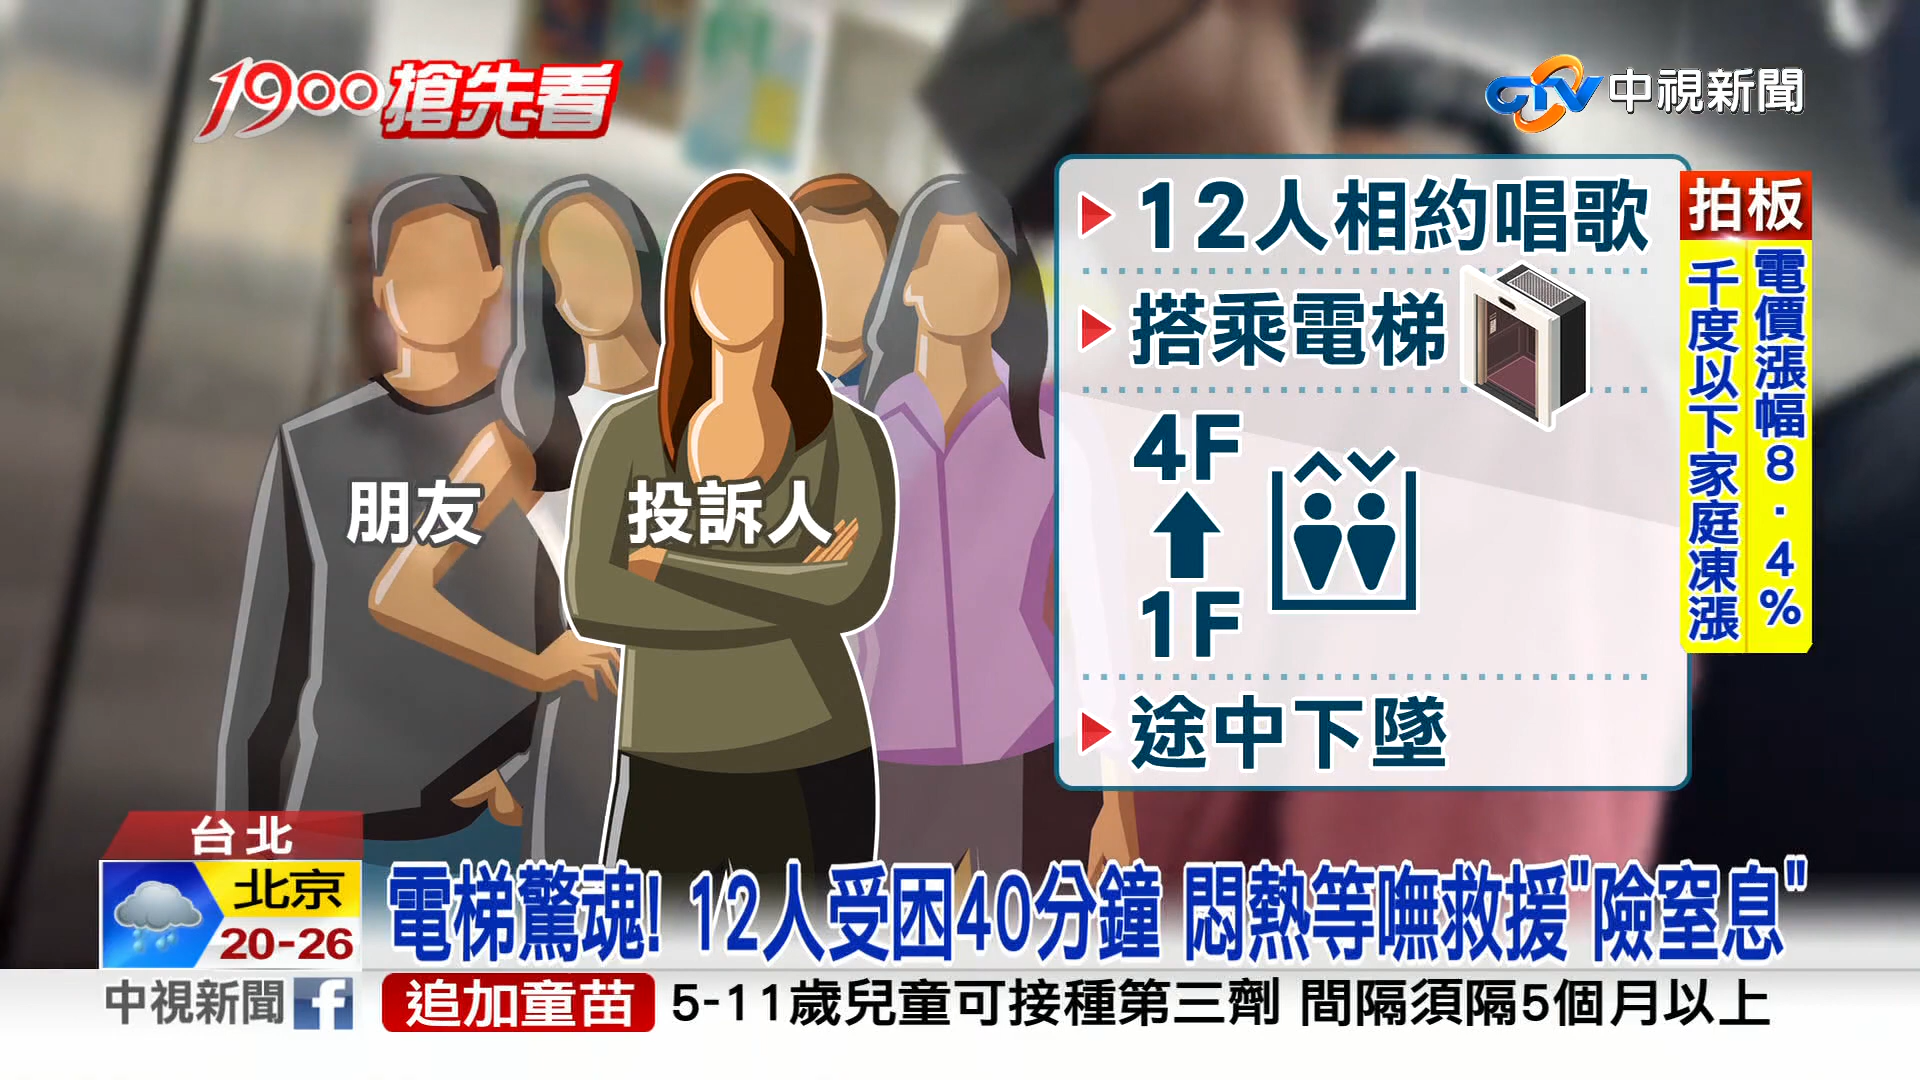 1900搶先看
CTV中視新聞
12人相約唱歌
搭乘電梯
4F
1F
途中下墜
拍板
電價漲幅8.4%
千度以下家庭凍漲
朋友
投訴人
台北
北京
20-26
電梯驚魂! 12人受困40分鐘 悶熱等嘸救援"險窒息"
中視新聞
追加童苗 5-11歲兒童可接種第三劑 間隔須隔5個月以上